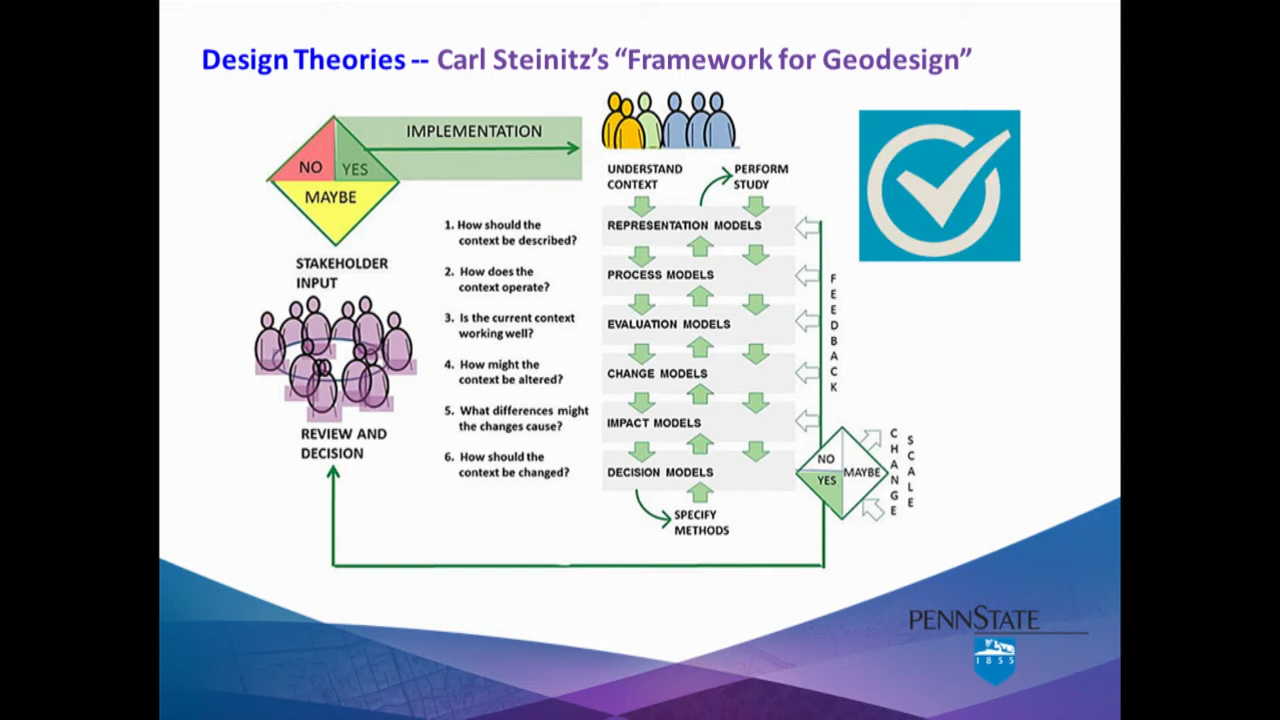 Design Theories -- Carl Steinitz's “Framework for Geodesign”
IMPLEMENTATION
NO
YES
MAYBE
STAKEHOLDER
INPUT
REVIEW AND
DECISION
1. How should the
context be described?
2. How does the
context operate?
3. Is the current context
working well?
4. How might the
context be altered?
5. What differences might
the changes cause?
6. How should the
context be changed?
UNDERSTAND
CONTEXT
PERFORM
STUDY
REPRESENTATION MODELS
PROCESS MODELS
EVALUATION MODELS
CHANGE MODELS
IMPACT MODELS
DECISION MODELS
SPECIFY
METHODS
FEEDBACK
NO
YES
MAYBE
CHANGE
SCALE
PENNSTATE
1855